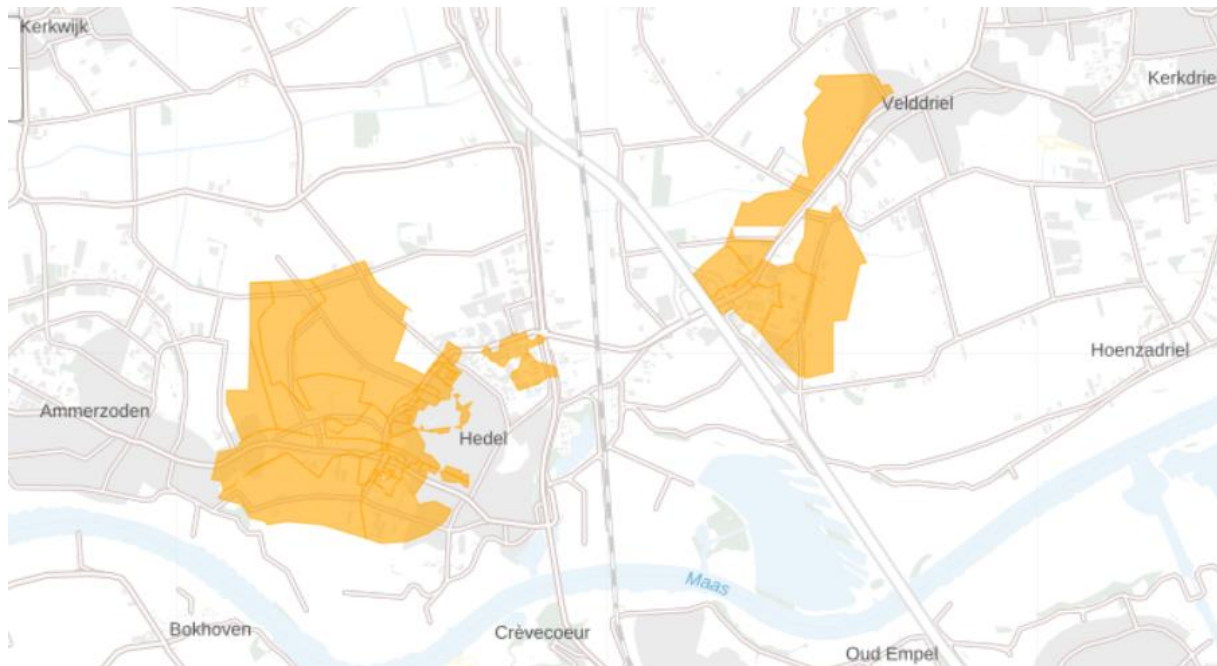 Kerkwijk
Kerkdrie
Velddriel
Hoenzadriel
Ammerzoden
Hedel
Maas
Bokhoven
Crèvecoeur
Oud Empel